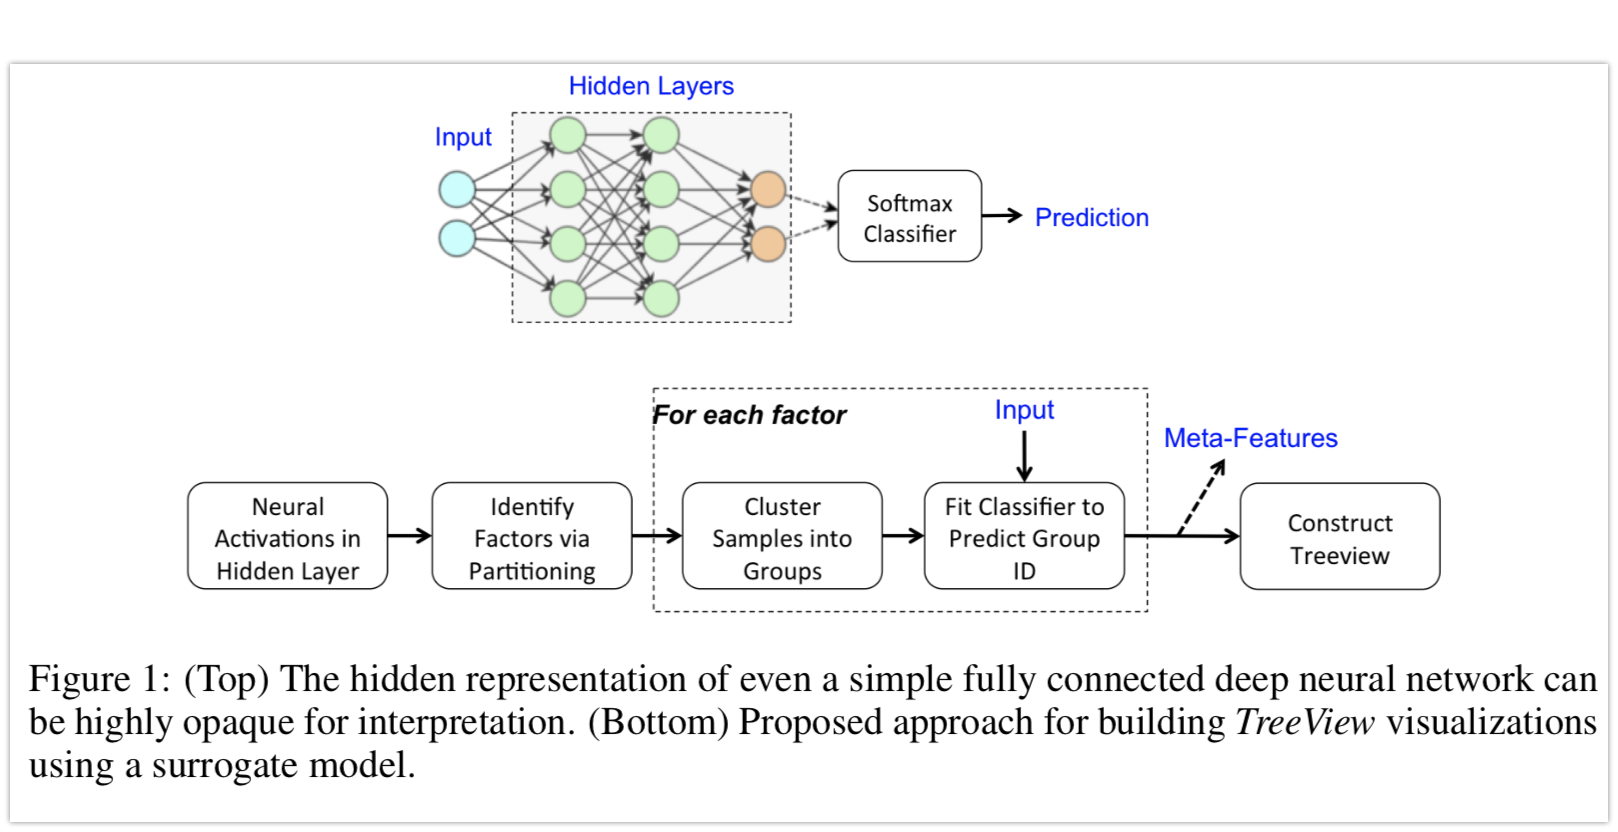 Hidden Layers
Input
Softmax
Classifier
Prediction
For each factor
Input
Meta-Features
Neural
Activations in
Hidden Layer
Identify
Factors via
Partitioning
Cluster
Samples into
Groups
Fit Classifier to
Predict Group
ID
Construct
Treeview
Figure 1: (Top) The hidden representation of even a simple fully connected deep neural network can
be highly opaque for interpretation. (Bottom) Proposed approach for building TreeView visualizations
using a surrogate model.